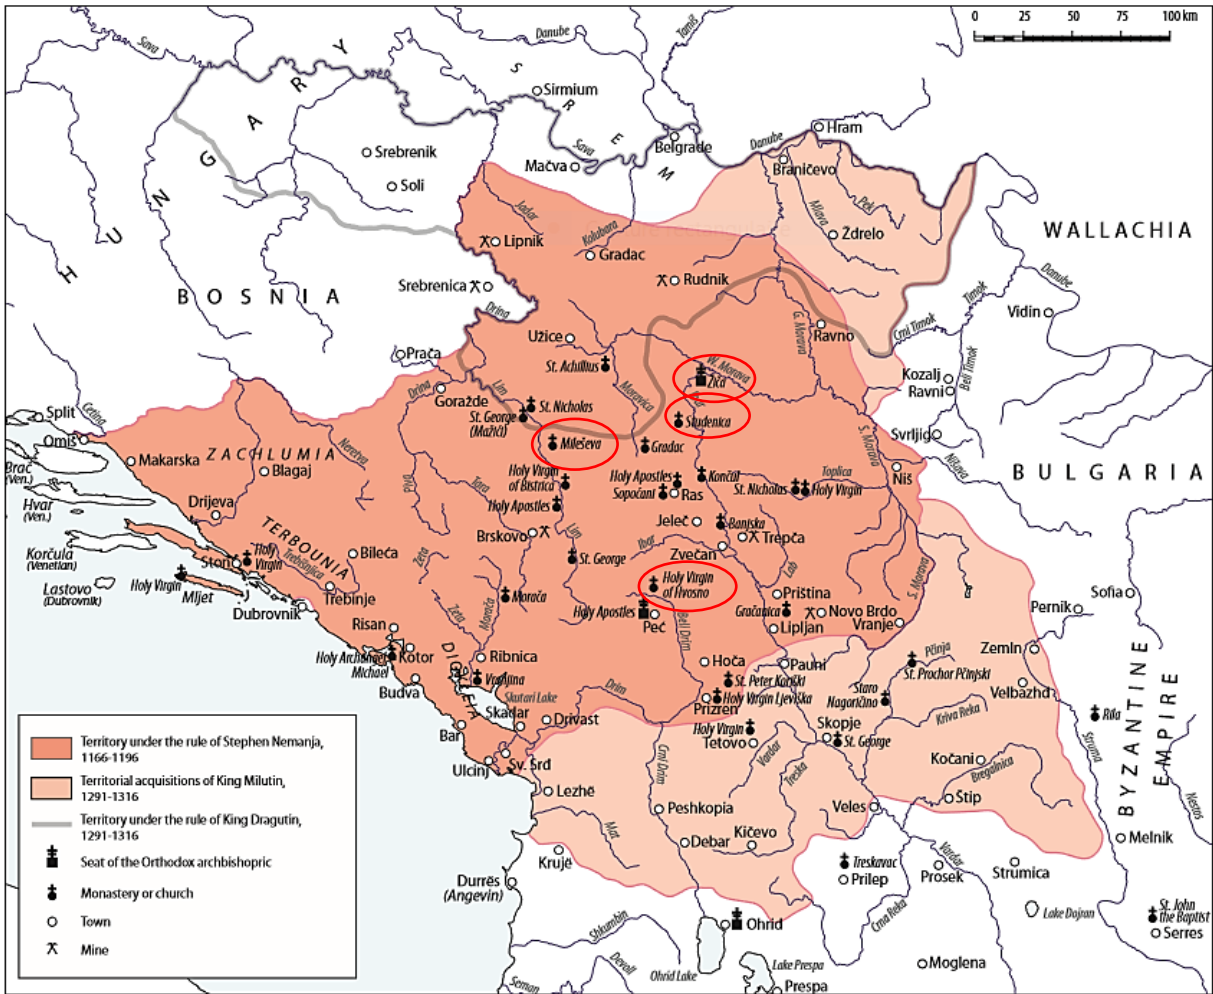 0 25 50 75 100 km
HUNGARY
SREM
BOSNIA
WALLACHIA
BULGARIA
BYZANTINE
EMPIRE
ZACHLUMIA
TERBOUNIA
Sava
Danube
Tamiš
Sirmium
Srebrenik
Soli
Mačva
Sava
Belgrade
Danube
Hram
Braničevo
Mlava
Pek
Ždrelo
Jadar
Lipnik
Kolubara
Gradac
Srebrenica
Rudnik
Drina
Danube
Timok
Vidin
Crni Timok
Beli Timok
Užice
G. Morava
Ravno
Prača
St. Achillius
Moravica
W. Morava
Žiča
Kozalj
Ravni
Drina
Goražde
Lim
St. Nicholas
St. George
(Mažići)
Studenica
Split
Cetina
Omiš
Makarska
Blagaj
Neretva
Mileševa
Gradac
S. Morava
Svrljig
Nišava
Niš
Brač
(Ven.)
Hvar
(Ven.)
Drijeva
Tara
Holy Virgin
of Bistrica
Holy Apostles
Sopoćani
Ras
Končul
Toplica
St. Nicholas
Holy Virgin
Holy Apostles
Jeleč
Banjska
Brskovo
Lim
Ibar
Zvečan
Trepča
Korčula
(Venetian)
Ston
Holy
Virgin
Trebišnjica
Bileća
Zeta
St. George
Lab
Lastovo
(Dubrovnik)
Holy Virgin
Mljet
Dubrovnik
Trebinje
Morača
Zeta
Morača
Holy Virgin
of Hvosno
Holy Apostles
Peć
Beli Drim
Priština
Gračanica
Novo Brdo
Lipljan
Vranje
S. Morava
Sofia
Pernik
Risan
Holy Archangel
Michael
Kotor
Budva
Ribnica
Vranjina
Skutari Lake
Skadar
Drivast
Drim
Hoča
St. Peter Koriški
Holy Virgin Ljeviška
Prizren
Pauni
Pčinja
St. Prochor Pčinjski
Staro
Nagoričino
Zemln
Velbazhd
Rila
Struma
Bar
Ulcinj
Sv. Srđ
Holy Virgin
Tetovo
Skopje
St. George
Kriva Reka
Kočani
Bregalnica
Štip
Nestos
Lezhë
Crni Drim
Vardar
Treska
Peshkopia
Debar
Kičevo
Veles
Mat
Krujë
Melnik
Durrës
(Angevin)
Treskavac
Prilep
Vardar
Prosek
Strumica
Shkumbin
Ohrid
Crna Reka
Lake Dojran
St. John
the Baptist
Serres
Devoll
Seman
Ohrid Lake
Lake Prespa
Prespa
Moglena
Territory under the rule of Stephen Nemanja,
1166-1196
Territorial acquisitions of King Milutin,
1291-1316
Territory under the rule of King Dragutin,
1291-1316
Seat of the Orthodox archbishopric
Monastery or church
Town
Mine